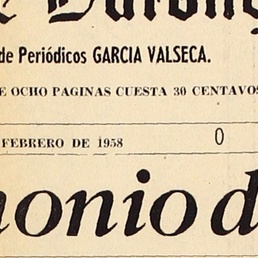 de Periódicos GARCIA VALSECA.
E OCHO PAGINAS CUESTA 30 CENTAVOS
FEBRERO DE 1958 0
onio d